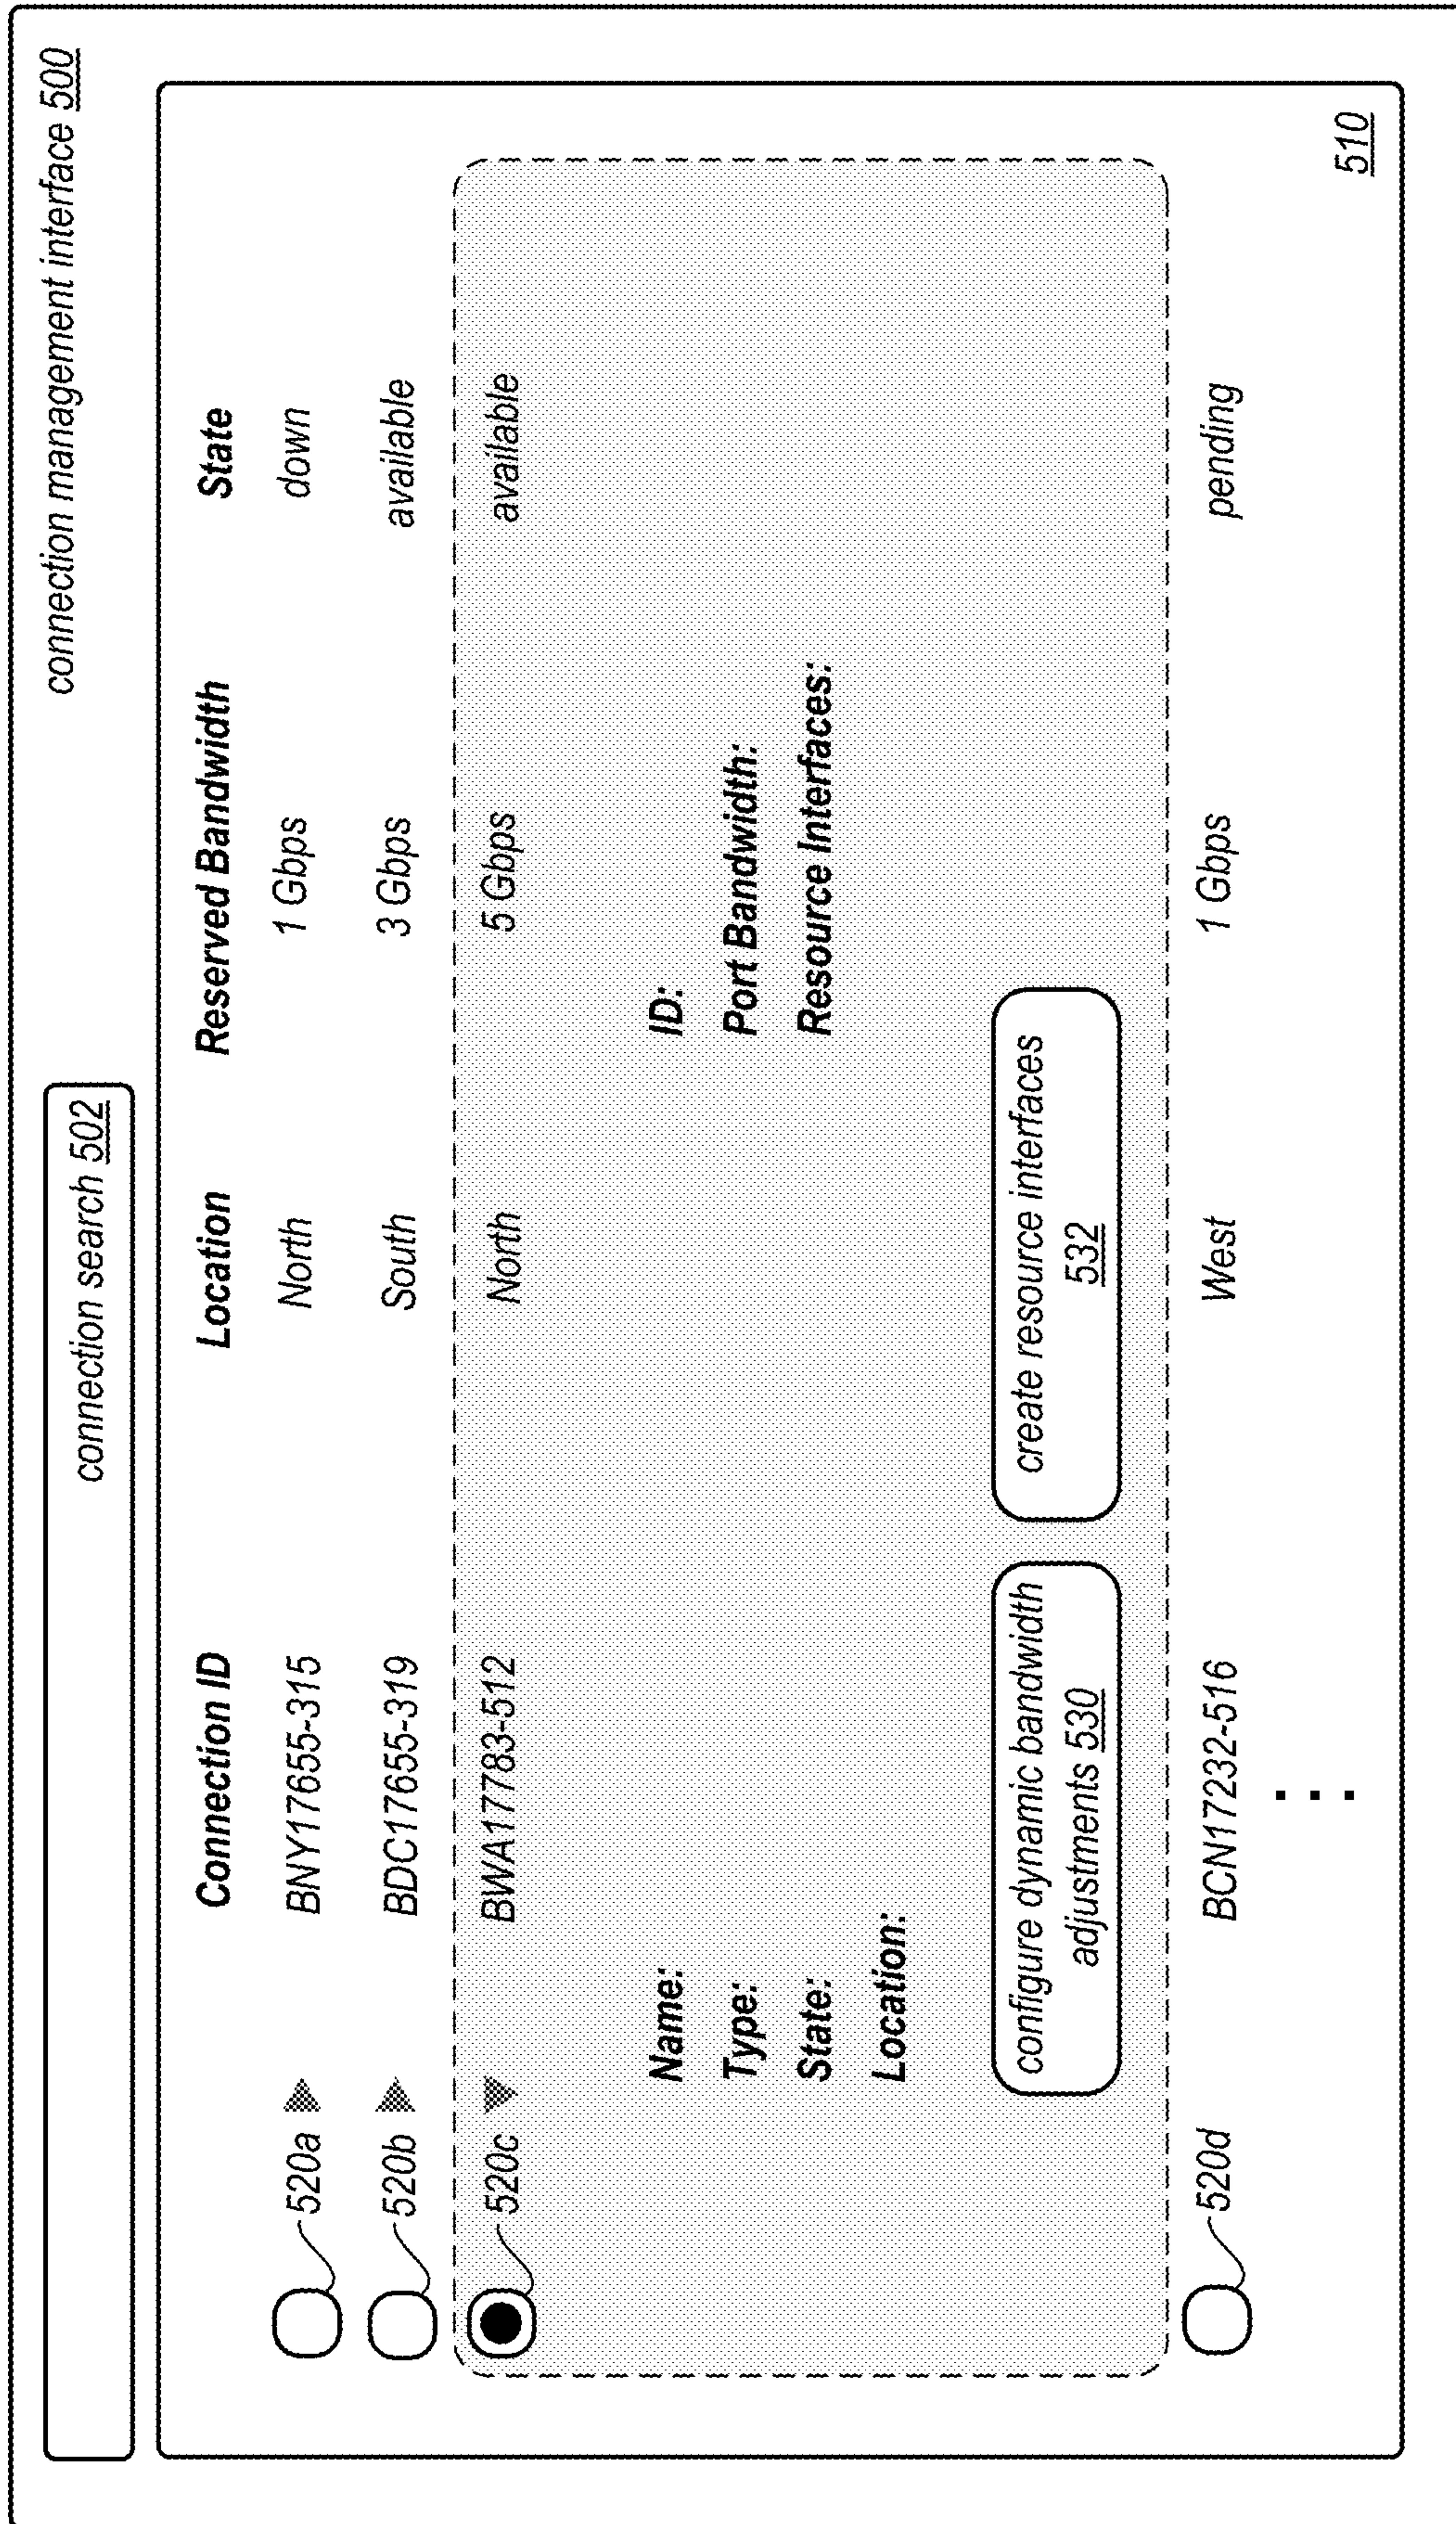 connection management interface 500
connection search 502
Connection ID Location Reserved Bandwidth State
520a BNY17655-315 North 1 Gbps down
520b BDC17655-319 South 3 Gbps available
520c BWA17783-512 North 5 Gbps available
Name: ID:
Type: Port Bandwidth:
State: Resource Interfaces:
Location:
configure dynamic bandwidth
adjustments 530
create resource interfaces
532
520d BCN17232-516 West 1 Gbps pending
510